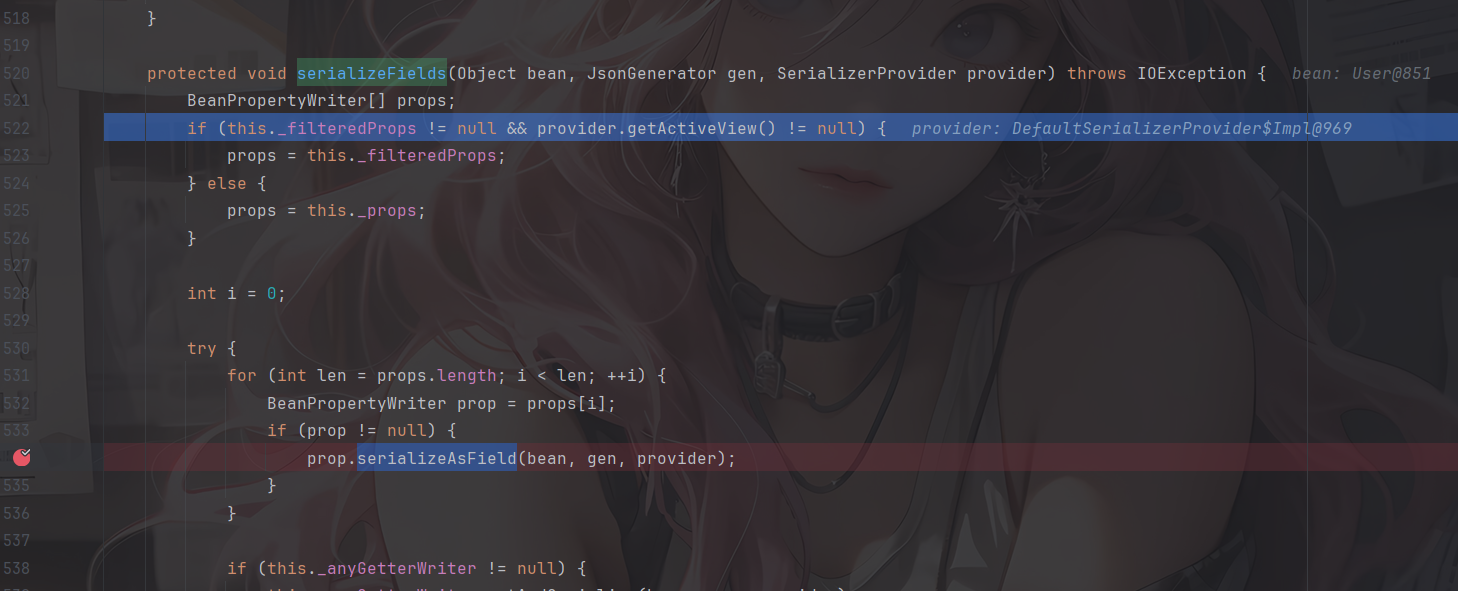 518 }
519
520 protected void serializeFields(Object bean, JsonGenerator gen, SerializerProvider provider) throws IOException { bean: User@851
521 BeanPropertyWriter[] props;
522 if (this._filteredProps != null && provider.getActiveView() != null) { provider: DefaultSerializerProvider$Impl@969
523 props = this._filteredProps;
524 } else {
525 props = this._props;
526 }
527
528 int i = 0;
529
530 try {
531 for (int len = props.length; i < len; ++i) {
532 BeanPropertyWriter prop = props[i];
533 if (prop != null) {
prop.serializeAsField(bean, gen, provider);
535 }
536 }
537
538 if (this._anyGetterWriter != null) {